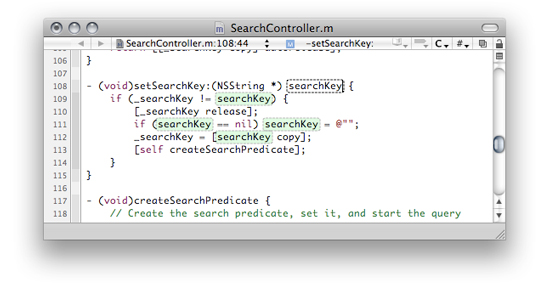 SearchController.m
SearchController.m:108:44 -setSearchKey: C #
106 }
107
108 - (void)setSearchKey:(NSString *) searchKey {
109 if (_searchKey != searchKey) {
110 [_searchKey release];
111 if (searchKey == nil) searchKey = @"";
112 _searchKey = [searchKey copy];
113 [self createSearchPredicate];
114 }
115 }
116
117 - (void)createSearchPredicate {
118 // Create the search predicate, set it, and start the query